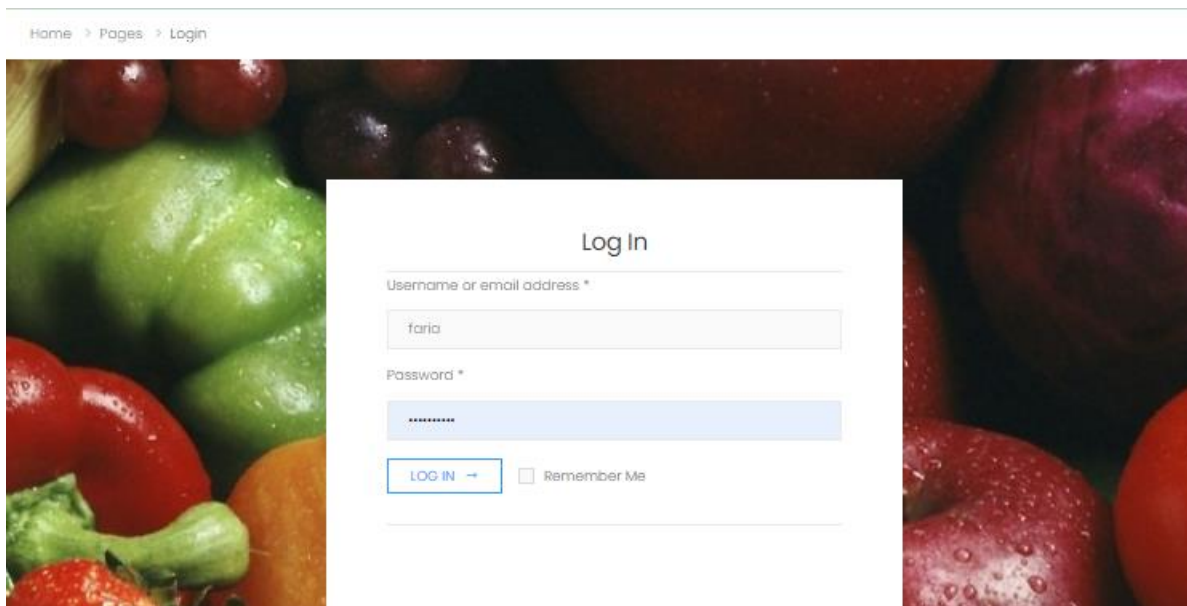 Home > Pages > Login
Log In
Username or email address *
faria
Password *
••••••••••
LOG IN →
Remember Me